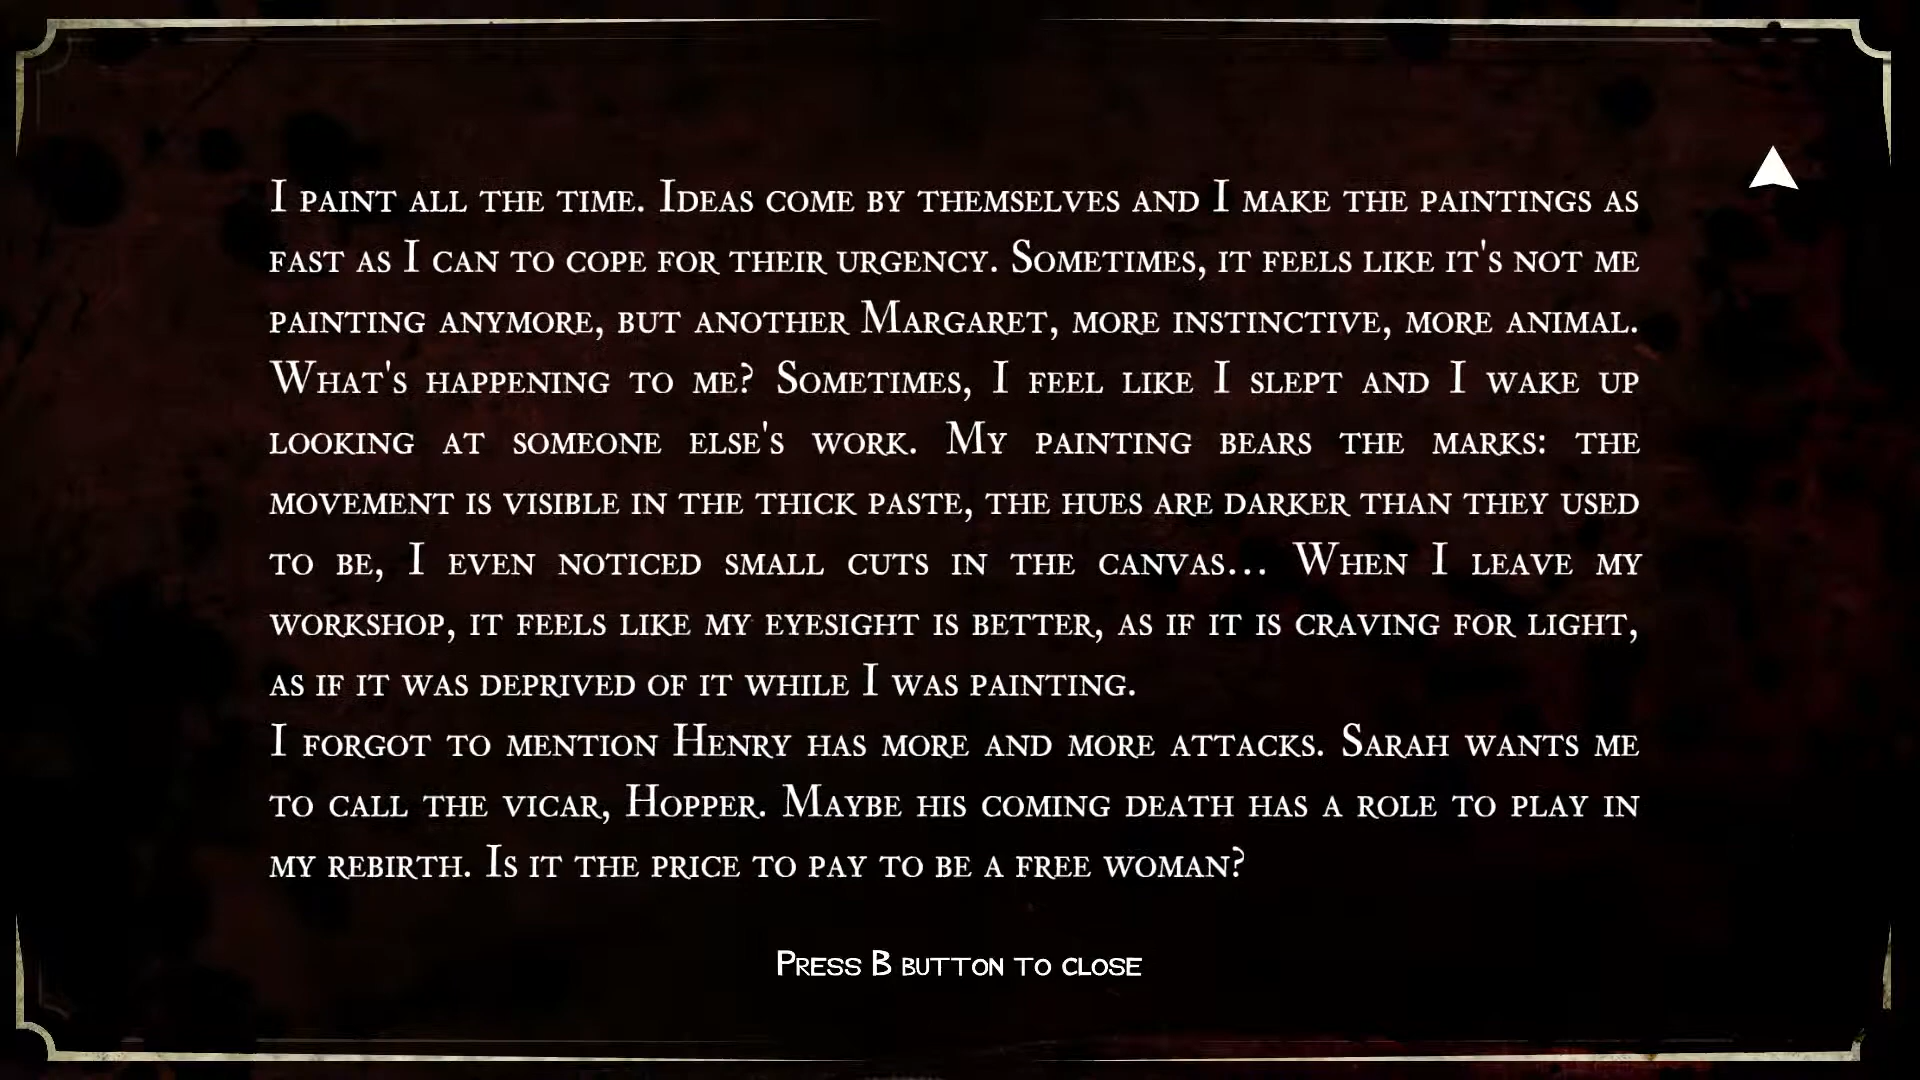 I paint all the time. Ideas come by themselves and I make the paintings as
fast as I can to cope for their urgency. Sometimes, it feels like it's not me
painting anymore, but another Margaret, more instinctive, more animal.
What's happening to me? Sometimes, I feel like I slept and I wake up
looking at someone else's work. My painting bears the marks: the
movement is visible in the thick paste, the hues are darker than they used
to be, I even noticed small cuts in the canvas... When I leave my
workshop, it feels like my eyesight is better, as if it is craving for light,
as if it was deprived of it while I was painting.
I forgot to mention Henry has more and more attacks. Sarah wants me
to call the vicar, Hopper. Maybe his coming death has a role to play in
my rebirth. Is it the price to pay to be a free woman?
Press B button to close